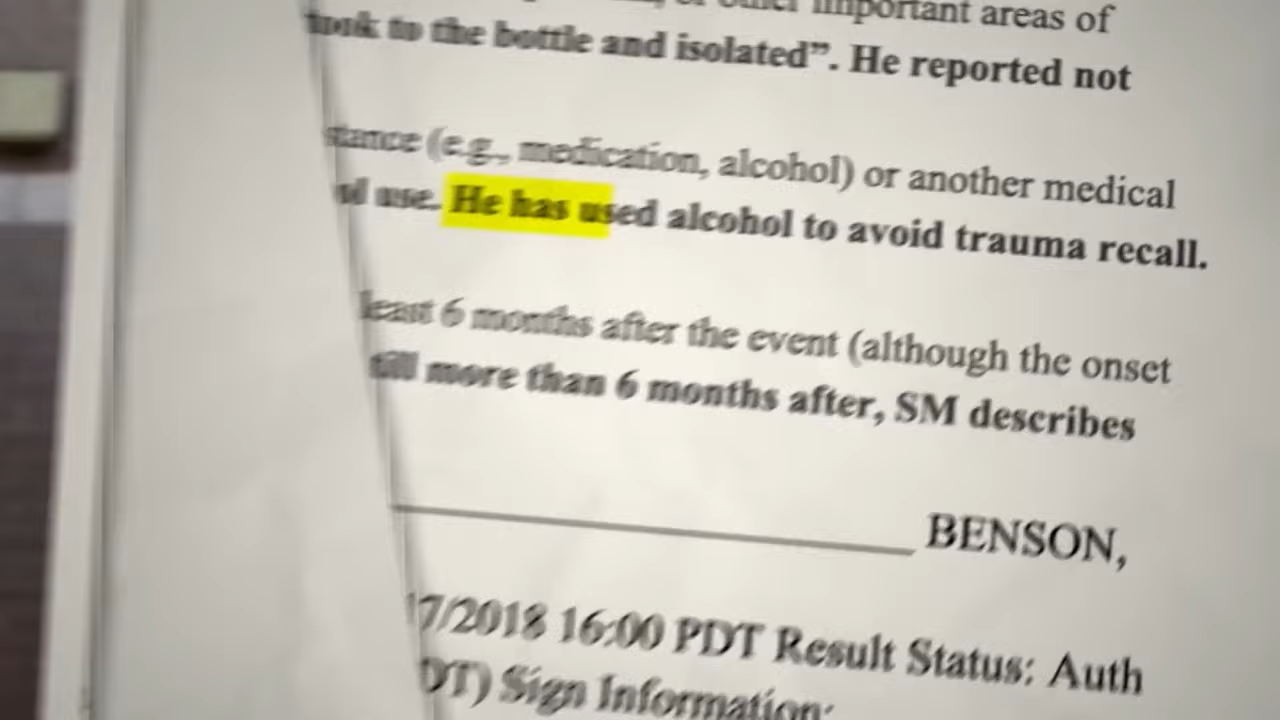 important areas of
took to the bottle and isolated”. He reported not
(e.g., medication, alcohol) or another medical
use. He has used alcohol to avoid trauma recall.
least 6 months after the event (although the onset
till more than 6 months after, SM describes
BENSON,
7/2018 16:00 PDT Result Status: Auth
Sign Information: